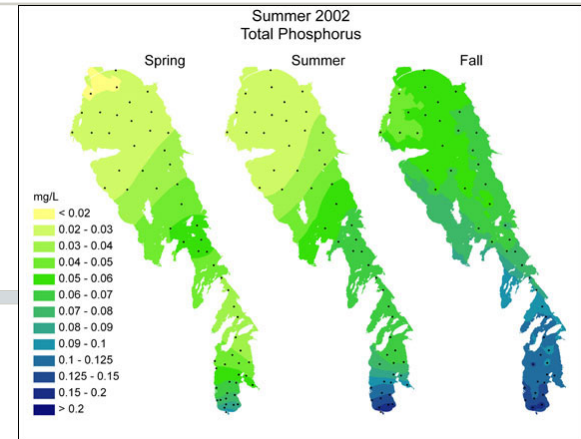 Summer 2002
Total Phosphorus
Spring
Summer
Fall
mg/L
< 0.02
0.02 - 0.03
0.03 - 0.04
0.04 - 0.05
0.05 - 0.06
0.06 - 0.07
0.07 - 0.08
0.08 - 0.09
0.09 - 0.1
0.1 - 0.125
0.125 - 0.15
0.15 - 0.2
> 0.2